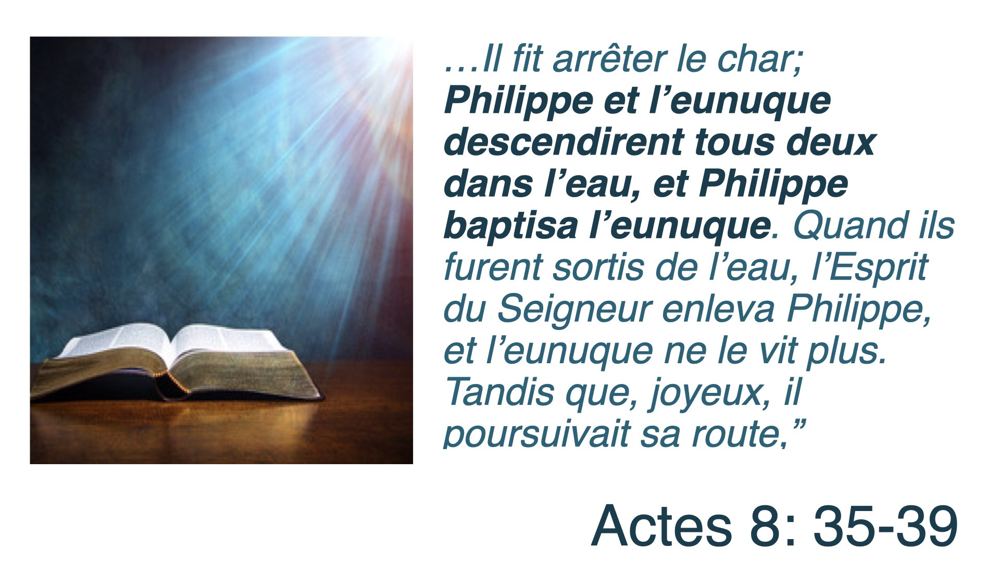 …Il fit arrêter le char;
Philippe et l’eunuque
descendirent tous deux
dans l’eau, et Philippe
baptisa l’eunuque. Quand ils
furent sortis de l’eau, l’Esprit
du Seigneur enleva Philippe,
et l’eunuque ne le vit plus.
Tandis que, joyeux, il
poursuivait sa route,”
Actes 8: 35-39